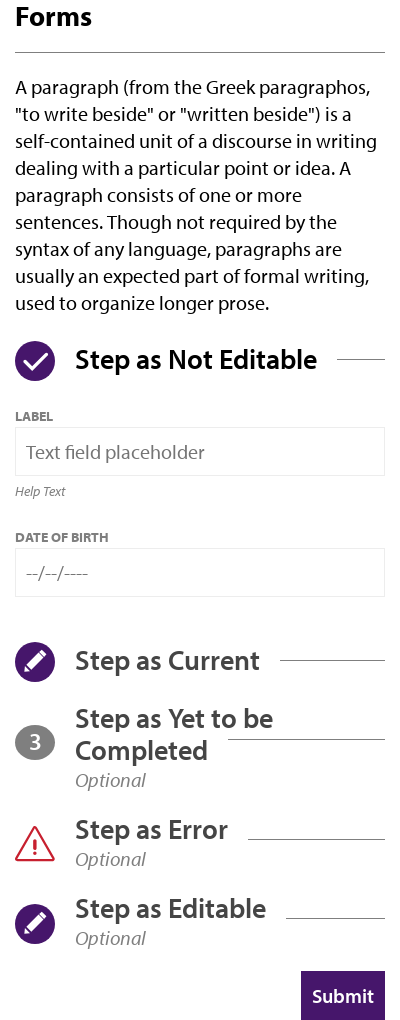 Forms
A paragraph (from the Greek paragraphos,
"to write beside" or "written beside") is a
self-contained unit of a discourse in writing
dealing with a particular point or idea. A
paragraph consists of one or more
sentences. Though not required by the
syntax of any language, paragraphs are
usually an expected part of formal writing,
used to organize longer prose.
Step as Not Editable
LABEL
Text field placeholder
Help Text
DATE OF BIRTH
--/--/----
Step as Current
3
Step as Yet to be
Completed
Optional
Step as Error
Optional
Step as Editable
Optional
Submit